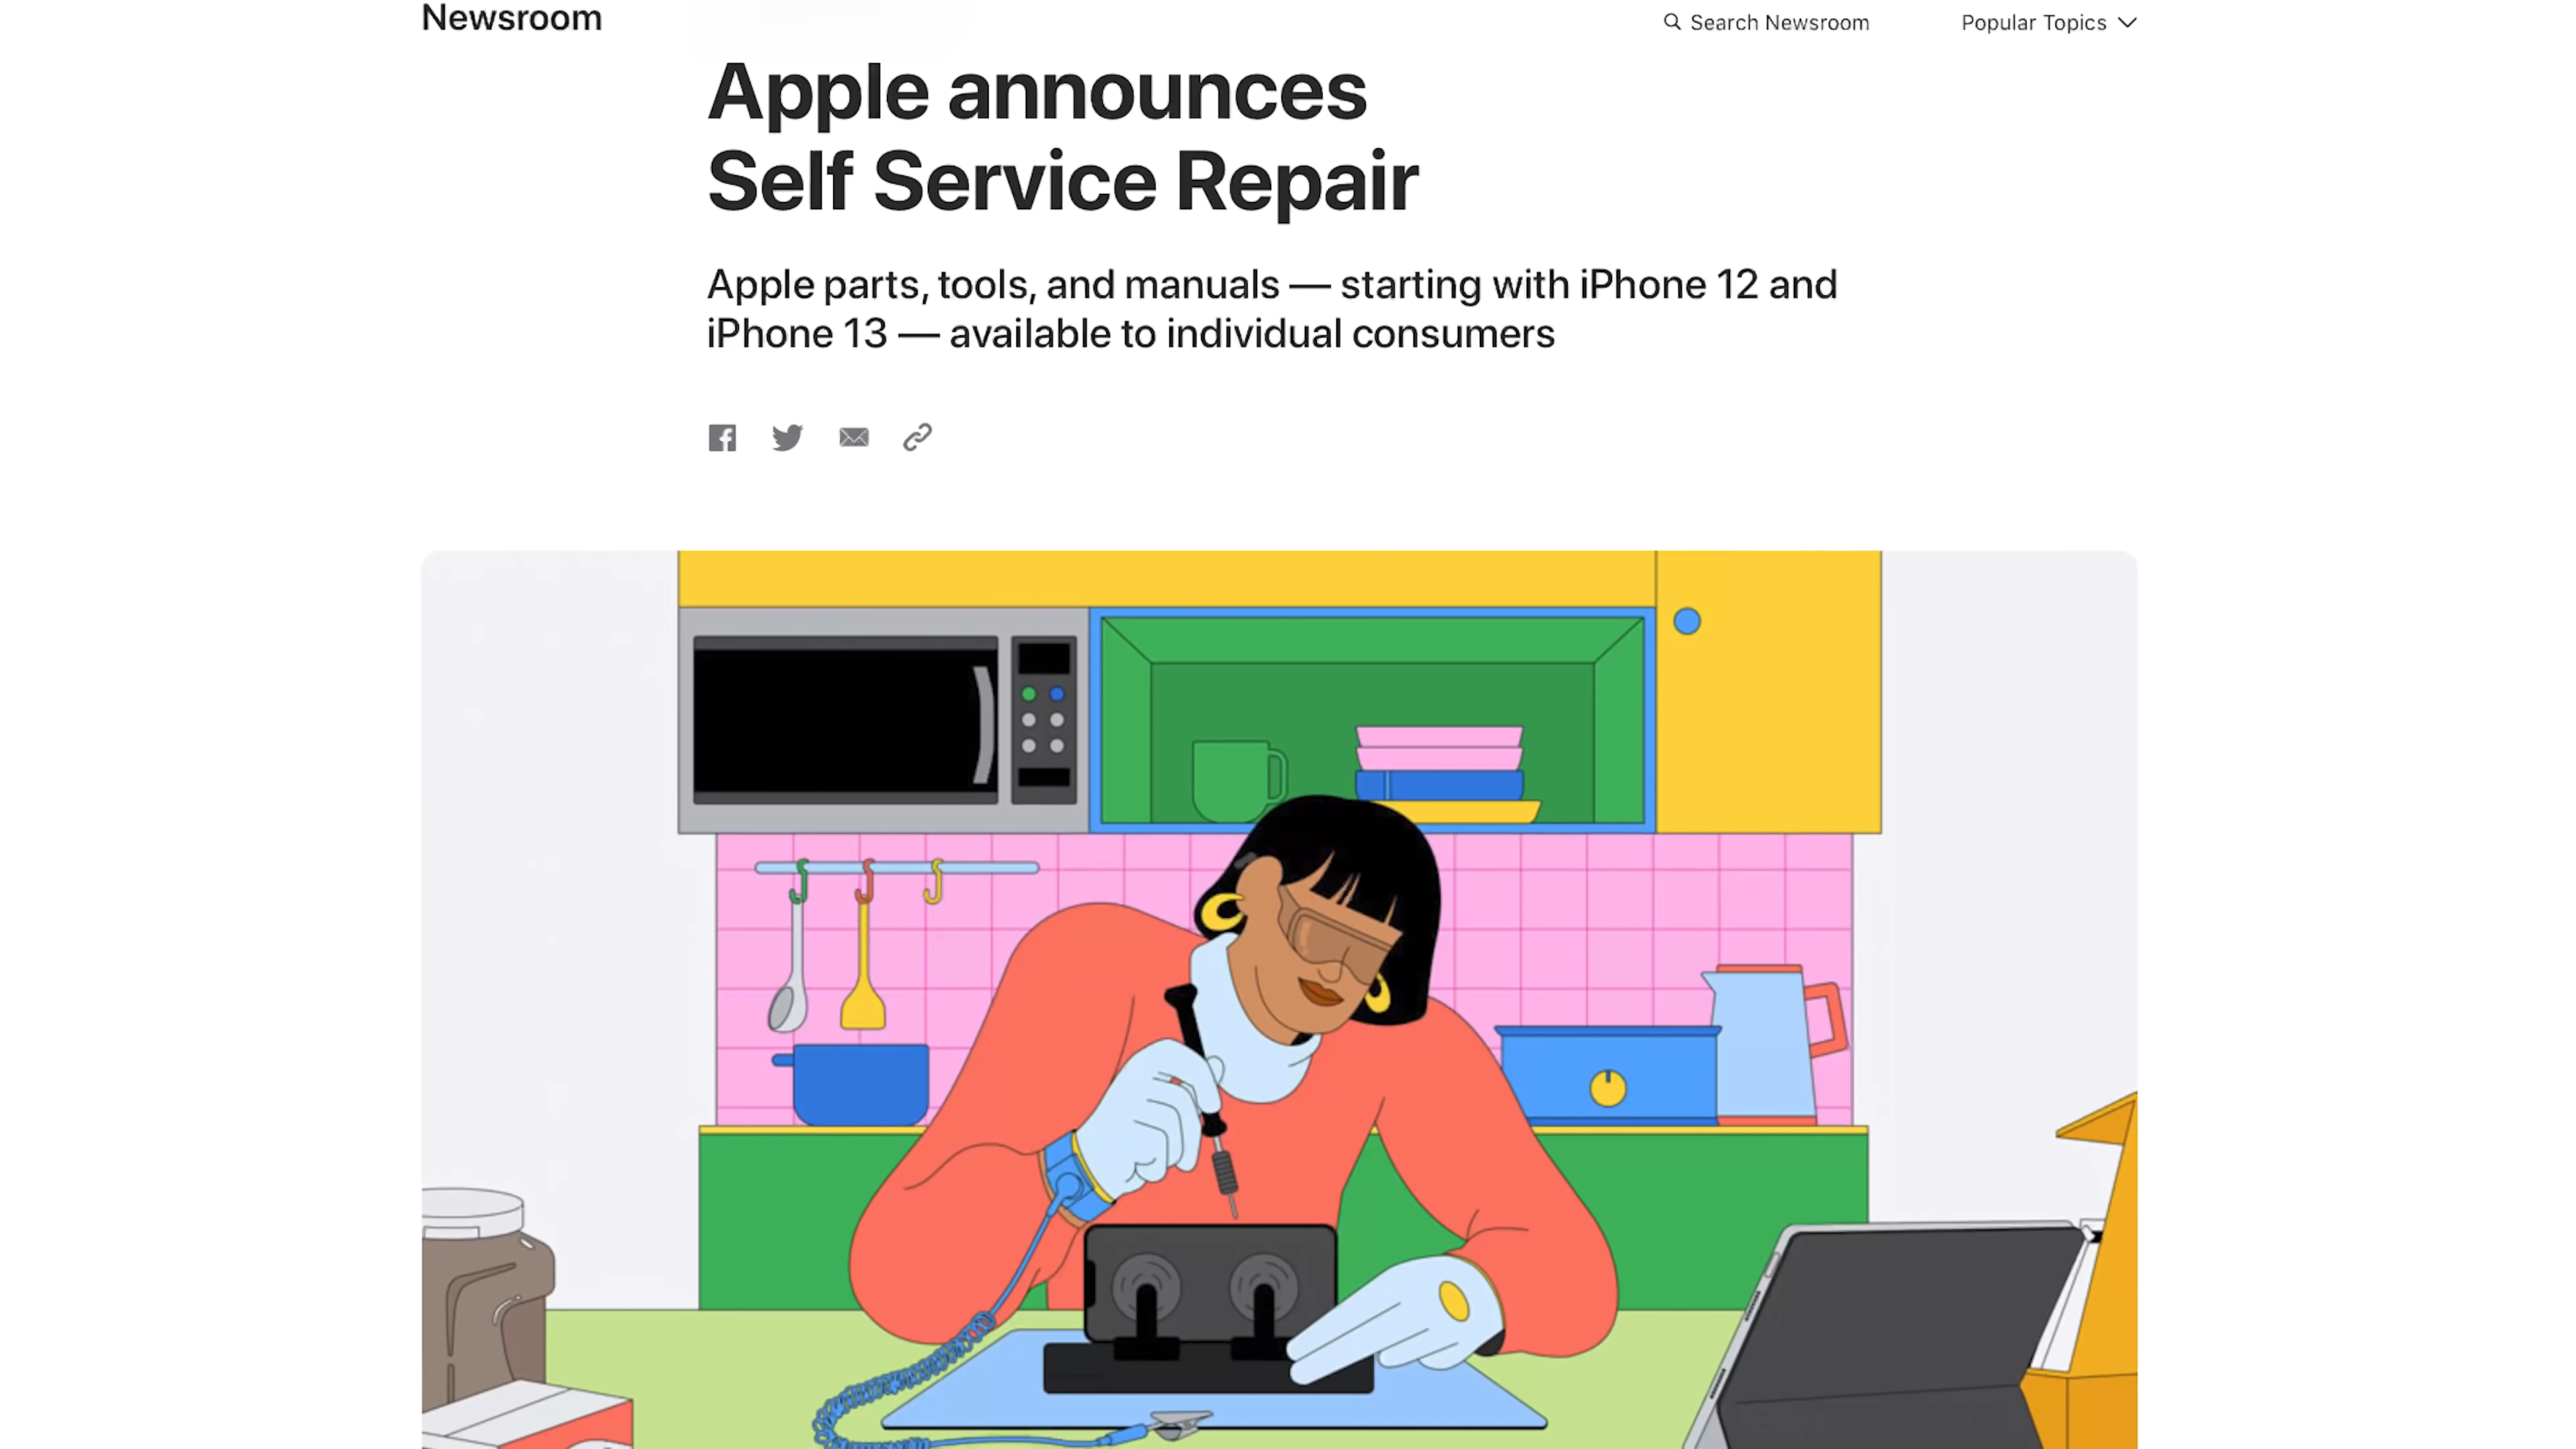 Newsroom
Search Newsroom
Popular Topics
Apple announces
Self Service Repair
Apple parts, tools, and manuals — starting with iPhone 12 and
iPhone 13 — available to individual consumers